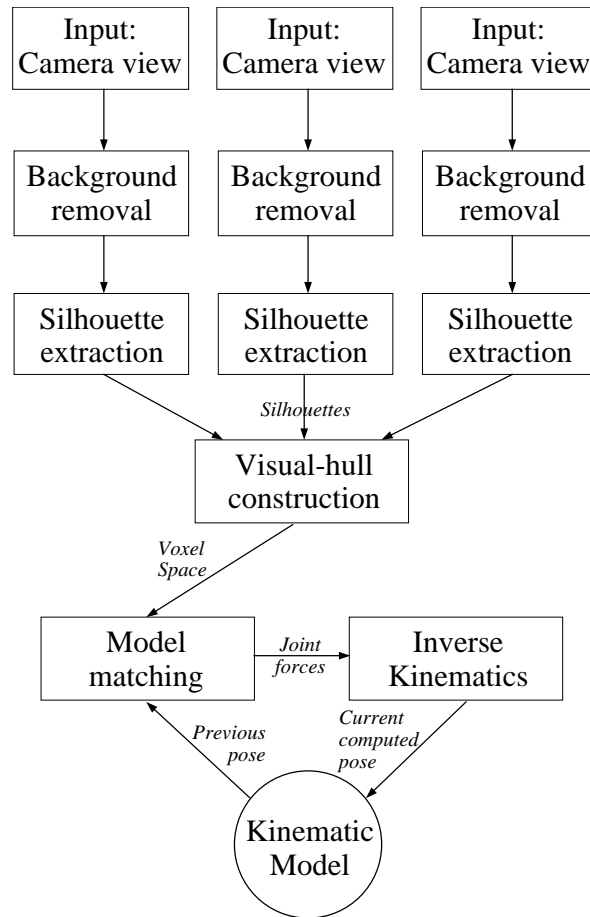 Input:
Camera view
Input:
Camera view
Input:
Camera view
Background
removal
Background
removal
Background
removal
Silhouette
extraction
Silhouette
extraction
Silhouette
extraction
Silhouettes
Visual-hull
construction
Voxel
Space
Model
matching
Joint
forces
Inverse
Kinematics
Previous
pose
Current
computed
pose
Kinematic
Model